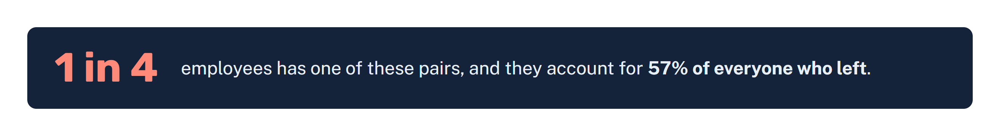 1 in 4 employees has one of these pairs, and they account for 57% of everyone who left.